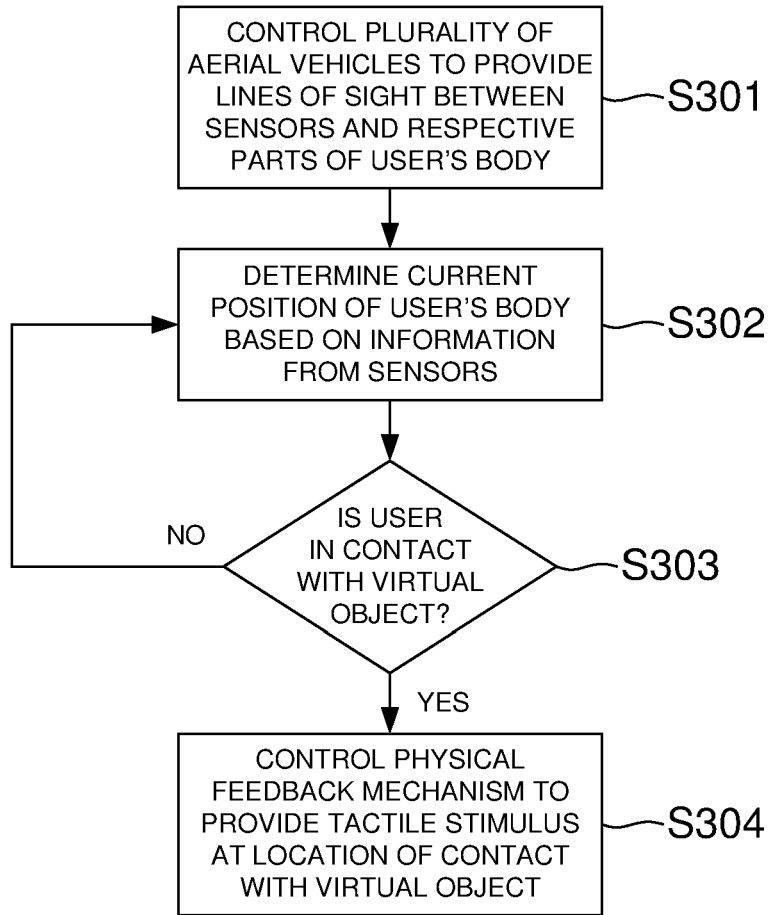 CONTROL PLURALITY OF
AERIAL VEHICLES TO PROVIDE
LINES OF SIGHT BETWEEN
SENSORS AND RESPECTIVE
PARTS OF USER'S BODY
S301
DETERMINE CURRENT
POSITION OF USER'S BODY
BASED ON INFORMATION
FROM SENSORS
S302
IS USER
IN CONTACT
WITH VIRTUAL
OBJECT?
S303
NO
YES
CONTROL PHYSICAL
FEEDBACK MECHANISM TO
PROVIDE TACTILE STIMULUS
AT LOCATION OF CONTACT
WITH VIRTUAL OBJECT
S304